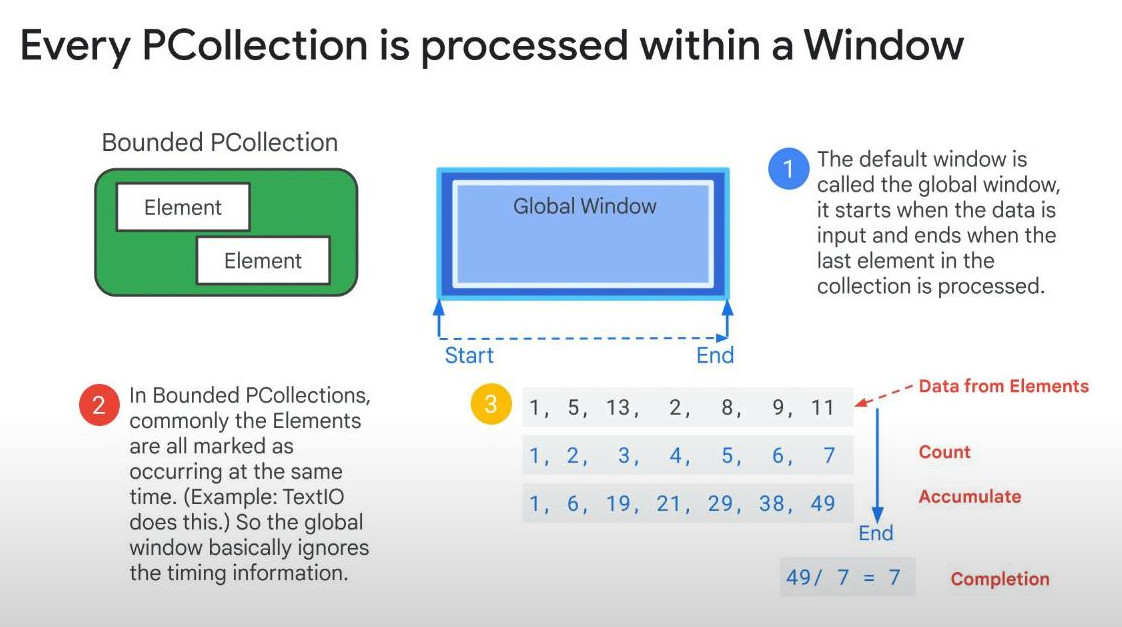 Every PCollection is processed within a Window
Bounded PCollection
Element
Element
Global Window
Start
End
1
The default window is
called the global window,
it starts when the data is
input and ends when the
last element in the
collection is processed.
2
In Bounded PCollections,
commonly the Elements
are all marked as
occurring at the same
time. (Example: TextIO
does this.) So the global
window basically ignores
the timing information.
3
1, 5, 13, 2, 8, 9, 11
Data from Elements
1, 2, 3, 4, 5, 6, 7
Count
1, 6, 19, 21, 29, 38, 49
Accumulate
End
49/ 7 = 7
Completion